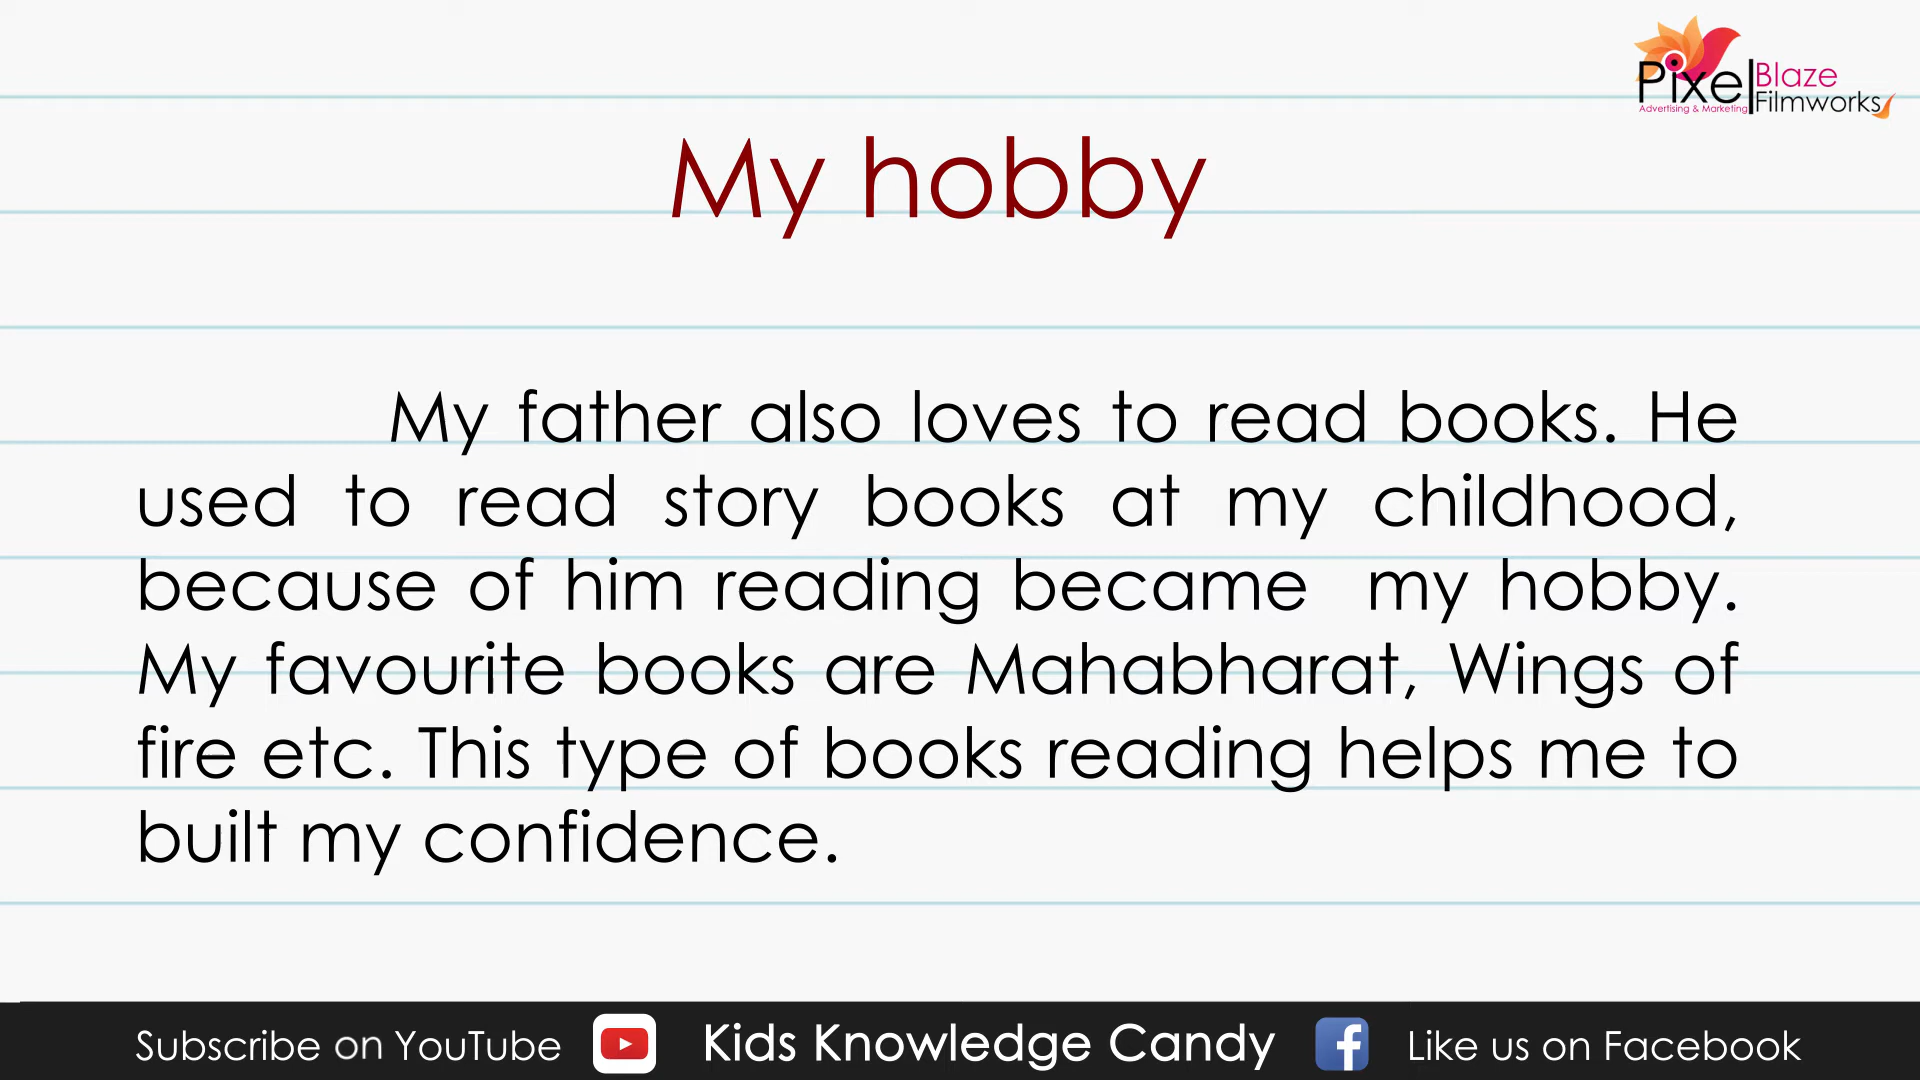 Pixel Blaze
Filmworks
Advertising & Marketing
My hobby
My father also loves to read books. He
used to read story books at my childhood,
because of him reading became my hobby.
My favourite books are Mahabharat, Wings of
fire etc. This type of books reading helps me to
built my confidence.
Subscribe on YouTube Kids Knowledge Candy Like us on Facebook